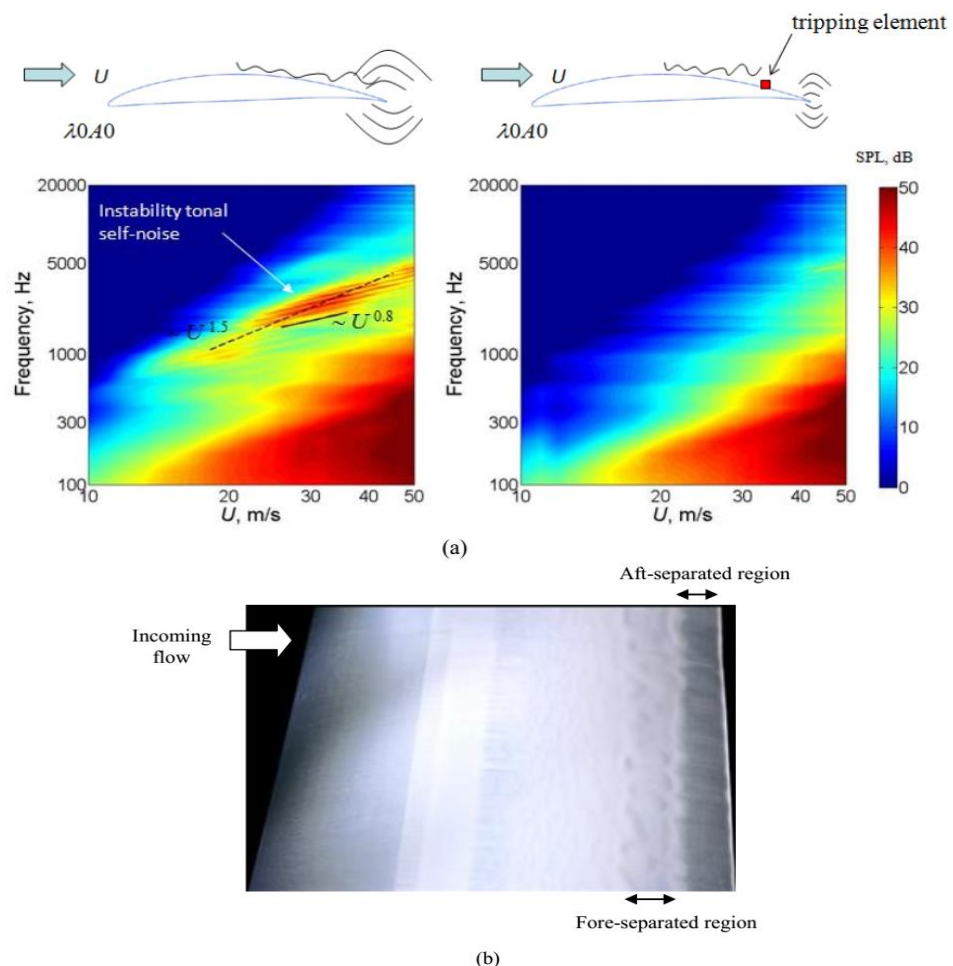 tripping element
U
U
λ0A0
SPL, dB
20000
5000
1000
300
100
Frequency, Hz
Instability tonal
self-noise
U^1.5
~ U^0.8
10
20
30
40
50
U, m/s
20000
5000
1000
300
100
Frequency, Hz
10
20
30
40
50
U, m/s
50
40
30
20
10
0
(a)
Aft-separated region
Incoming
flow
Fore-separated region
(b)